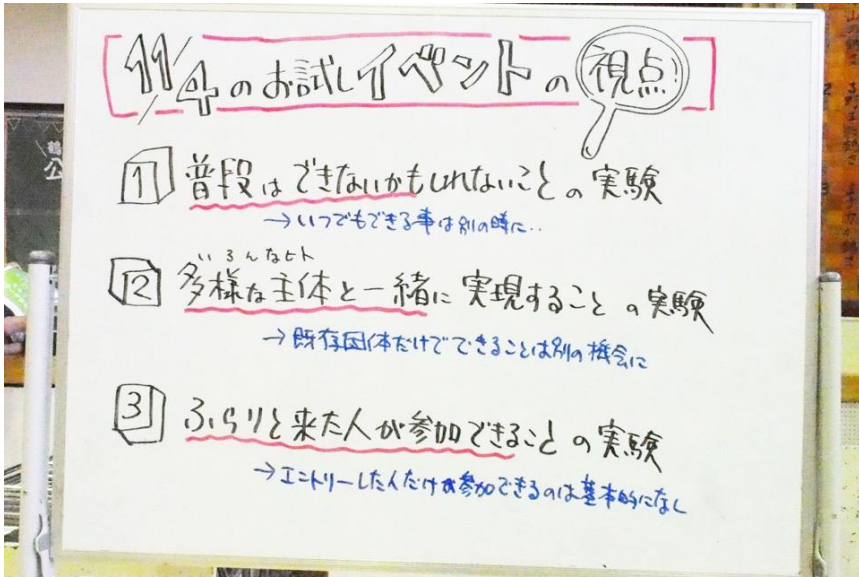 11/4のお試しイベントの視点!
1 普段はできないかもしれないことの実験
→いつでもできる事は別の時に..
いろんなヒト
2 多様な主体と一緒に実現することの実験
→既存団体だけでできることは別の機会に
3 ふらりと来た人が参加できることの実験
→エントリーした人だけが参加できるのは基本的になし